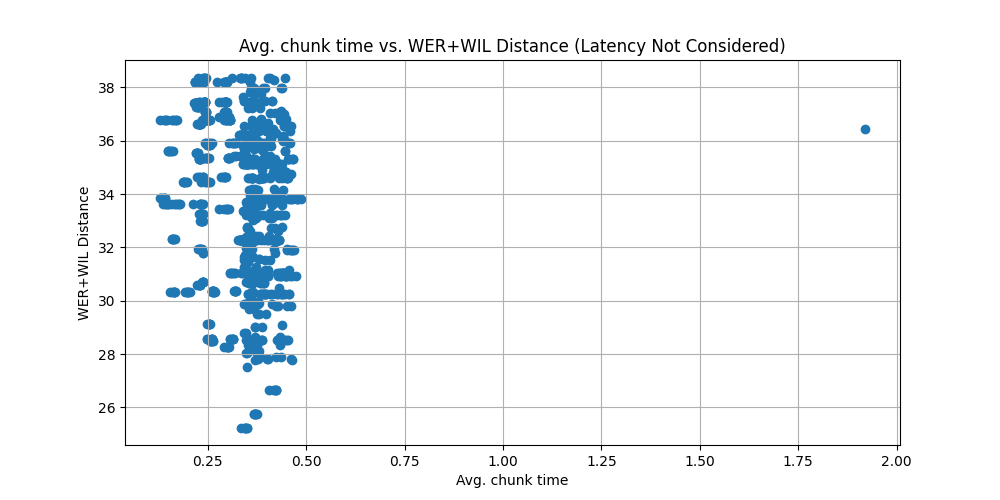 Avg. chunk time vs. WER+WIL Distance (Latency Not Considered)
WER+WIL Distance
38
36
34
32
30
28
26
0.25 0.50 0.75 1.00 1.25 1.50 1.75 2.00
Avg. chunk time